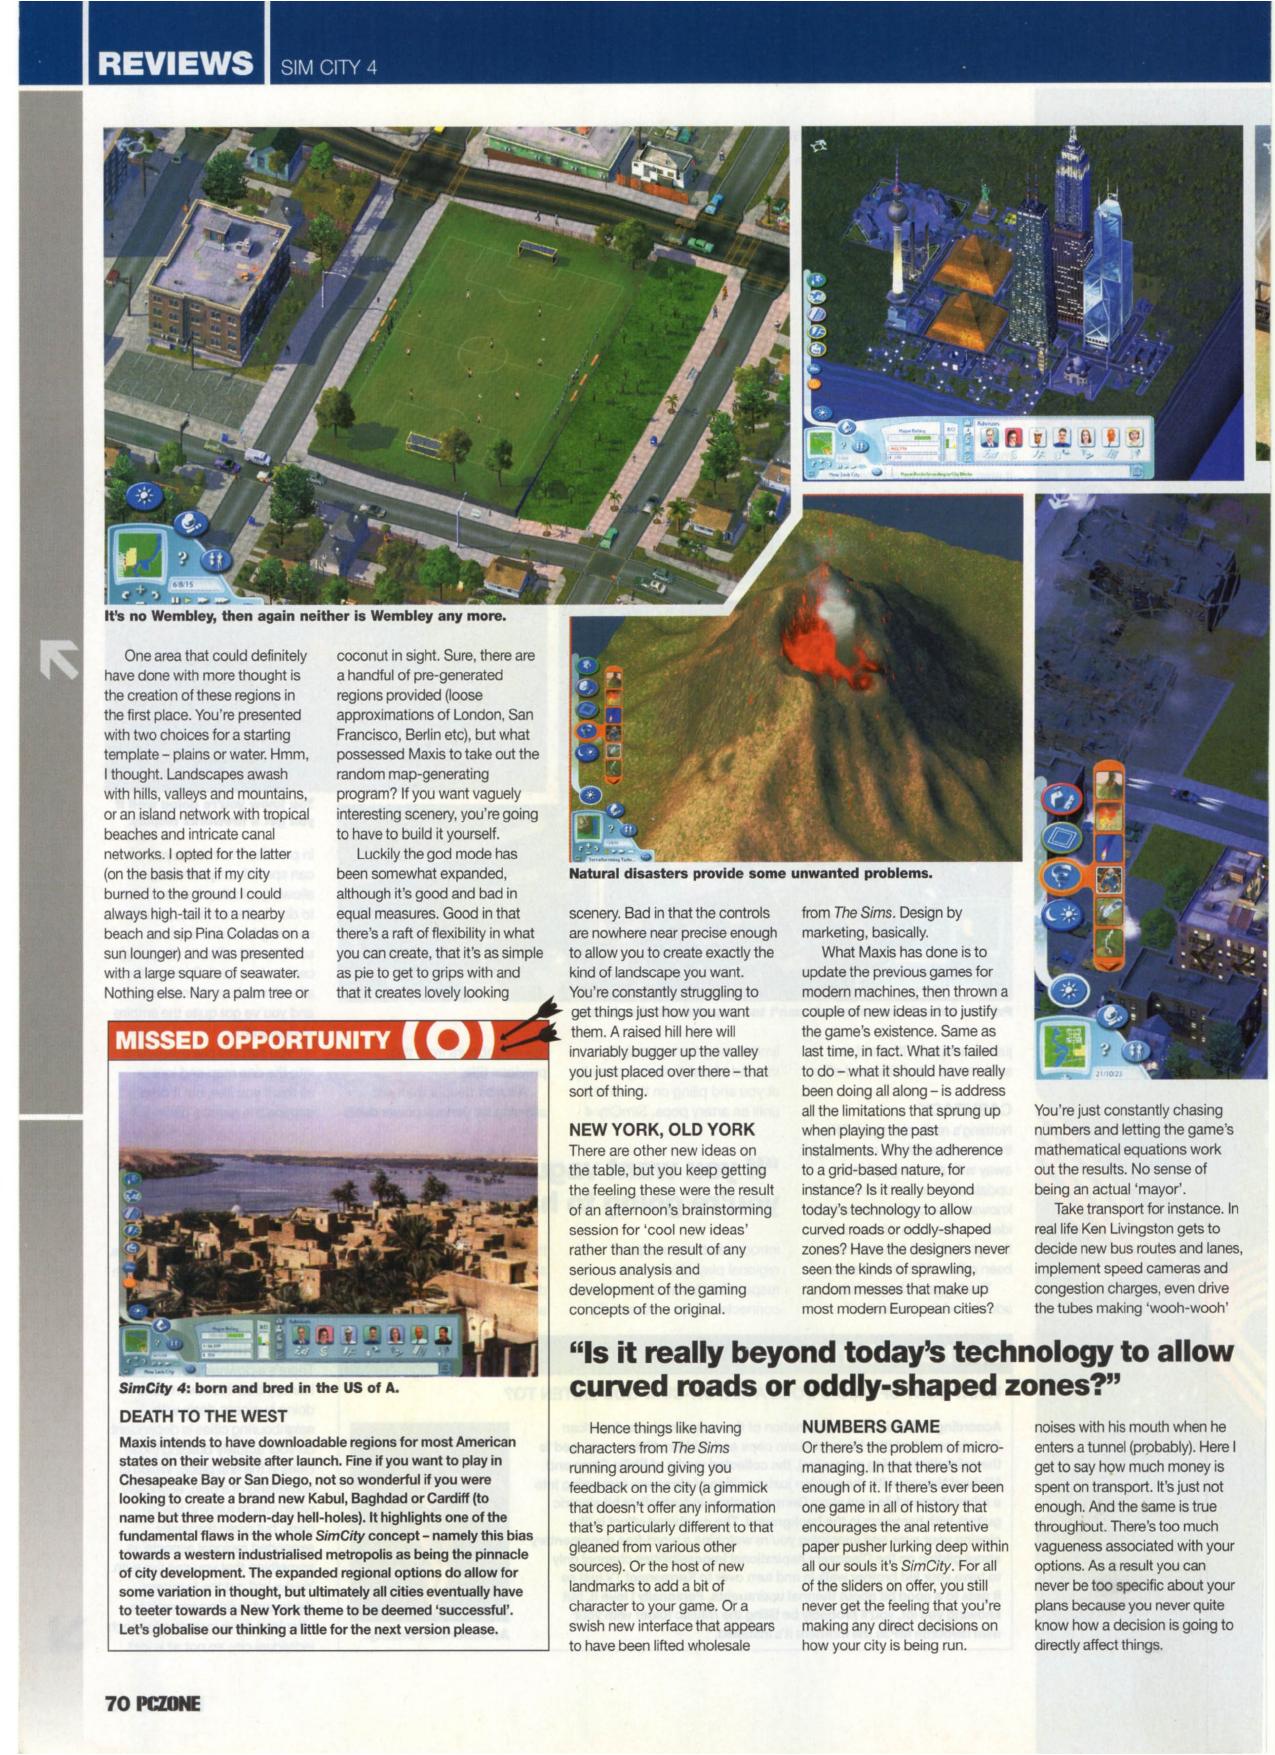 REVIEWS
SIM CITY 4
It's no Wembley, then again neither is Wembley any more.
One area that could definitely
have done with more thought is
the creation of these regions in
the first place. You're presented
with two choices for a starting
template – plains or water. Hmm,
I thought. Landscapes awash
with hills, valleys and mountains,
or an island network with tropical
beaches and intricate canal
networks. I opted for the latter
(on the basis that if my city
burned to the ground I could
always high-tail it to a nearby
beach and sip Pina Coladas on a
sun lounger) and was presented
with a large square of seawater.
Nothing else. Nary a palm tree or
coconut in sight. Sure, there are
a handful of pre-generated
regions provided (loose
approximations of London, San
Francisco, Berlin etc), but what
possessed Maxis to take out the
random map-generating
program? If you want vaguely
interesting scenery, you're going
to have to build it yourself.
Luckily the god mode has
been somewhat expanded,
although it's good and bad in
equal measures. Good in that
there's a raft of flexibility in what
you can create, that it's as simple
as pie to get to grips with and
that it creates lovely looking
Natural disasters provide some unwanted problems.
scenery. Bad in that the controls
are nowhere near precise enough
to allow you to create exactly the
kind of landscape you want.
You're constantly struggling to
get things just how you want
them. A raised hill here will
invariably bugger up the valley
you just placed over there – that
sort of thing.
NEW YORK, OLD YORK
There are other new ideas on
the table, but you keep getting
the feeling these were the result
of an afternoon's brainstorming
session for 'cool new ideas'
rather than the result of any
serious analysis and
development of the gaming
concepts of the original.
Hence things like having
characters from The Sims
running around giving you
feedback on the city (a gimmick
that doesn't offer any information
that's particularly different to that
gleaned from various other
sources). Or the host of new
landmarks to add a bit of
character to your game. Or a
swish new interface that appears
to have been lifted wholesale
from The Sims. Design by
marketing, basically.
What Maxis has done is to
update the previous games for
modern machines, then thrown a
couple of new ideas in to justify
the game's existence. Same as
last time, in fact. What it's failed
to do – what it should have really
been doing all along – is address
all the limitations that sprung up
when playing the past
instalments. Why the adherence
to a grid-based nature, for
instance? Is it really beyond
today's technology to allow
curved roads or oddly-shaped
zones? Have the designers never
seen the kinds of sprawling,
random messes that make up
most modern European cities?
"Is it really beyond today's technology to allow
curved roads or oddly-shaped zones?"
NUMBERS GAME
Or there's the problem of micro-
managing. In that there's not
enough of it. If there's ever been
one game in all of history that
encourages the anal retentive
paper pusher lurking deep within
all our souls it's SimCity. For all
of the sliders on offer, you still
never get the feeling that you're
making any direct decisions on
how your city is being run.
You're just constantly chasing
numbers and letting the game's
mathematical equations work
out the results. No sense of
being an actual 'mayor'.
Take transport for instance. In
real life Ken Livingston gets to
decide new bus routes and lanes,
implement speed cameras and
congestion charges, even drive
the tubes making 'wooh-wooh'
noises with his mouth when he
enters a tunnel (probably). Here I
get to say how much money is
spent on transport. It's just not
enough. And the same is true
throughout. There's too much
vagueness associated with your
options. As a result you can
never be too specific about your
plans because you never quite
know how a decision is going to
directly affect things.
MISSED OPPORTUNITY
SimCity 4: born and bred in the US of A.
DEATH TO THE WEST
Maxis intends to have downloadable regions for most American
states on their website after launch. Fine if you want to play in
Chesapeake Bay or San Diego, not so wonderful if you were
looking to create a brand new Kabul, Baghdad or Cardiff (to
name but three modern-day hell-holes). It highlights one of the
fundamental flaws in the whole SimCity concept – namely this bias
towards a western industrialised metropolis as being the pinnacle
of city development. The expanded regional options do allow for
some variation in thought, but ultimately all cities eventually have
to teeter towards a New York theme to be deemed 'successful'.
Let's globalise our thinking a little for the next version please.
70 PCZONE